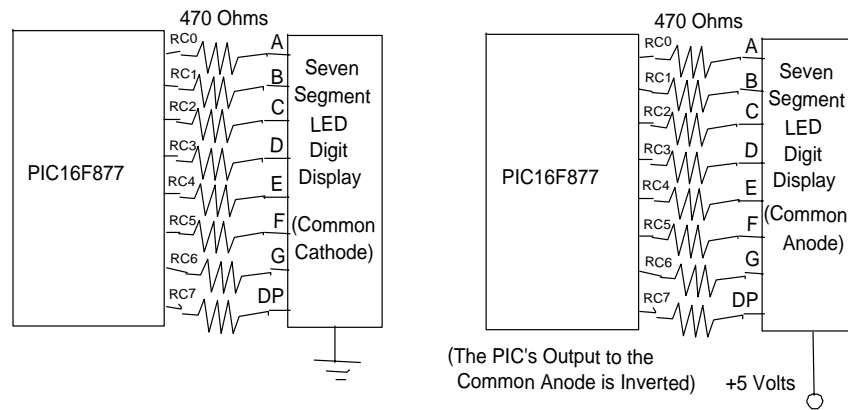 470 Ohms
RC0
A
RC1
B
RC2
C
RC3
D
RC4
E
RC5
F
RC6
G
RC7
DP
PIC16F877
Seven
Segment
LED
Digit
Display
(Common
Cathode)
470 Ohms
RC0
A
RC1
B
RC2
C
RC3
D
RC4
E
RC5
F
RC6
G
RC7
DP
PIC16F877
Seven
Segment
LED
Digit
Display
(Common
Anode)
(The PIC's Output to the
Common Anode is Inverted)
+5 Volts